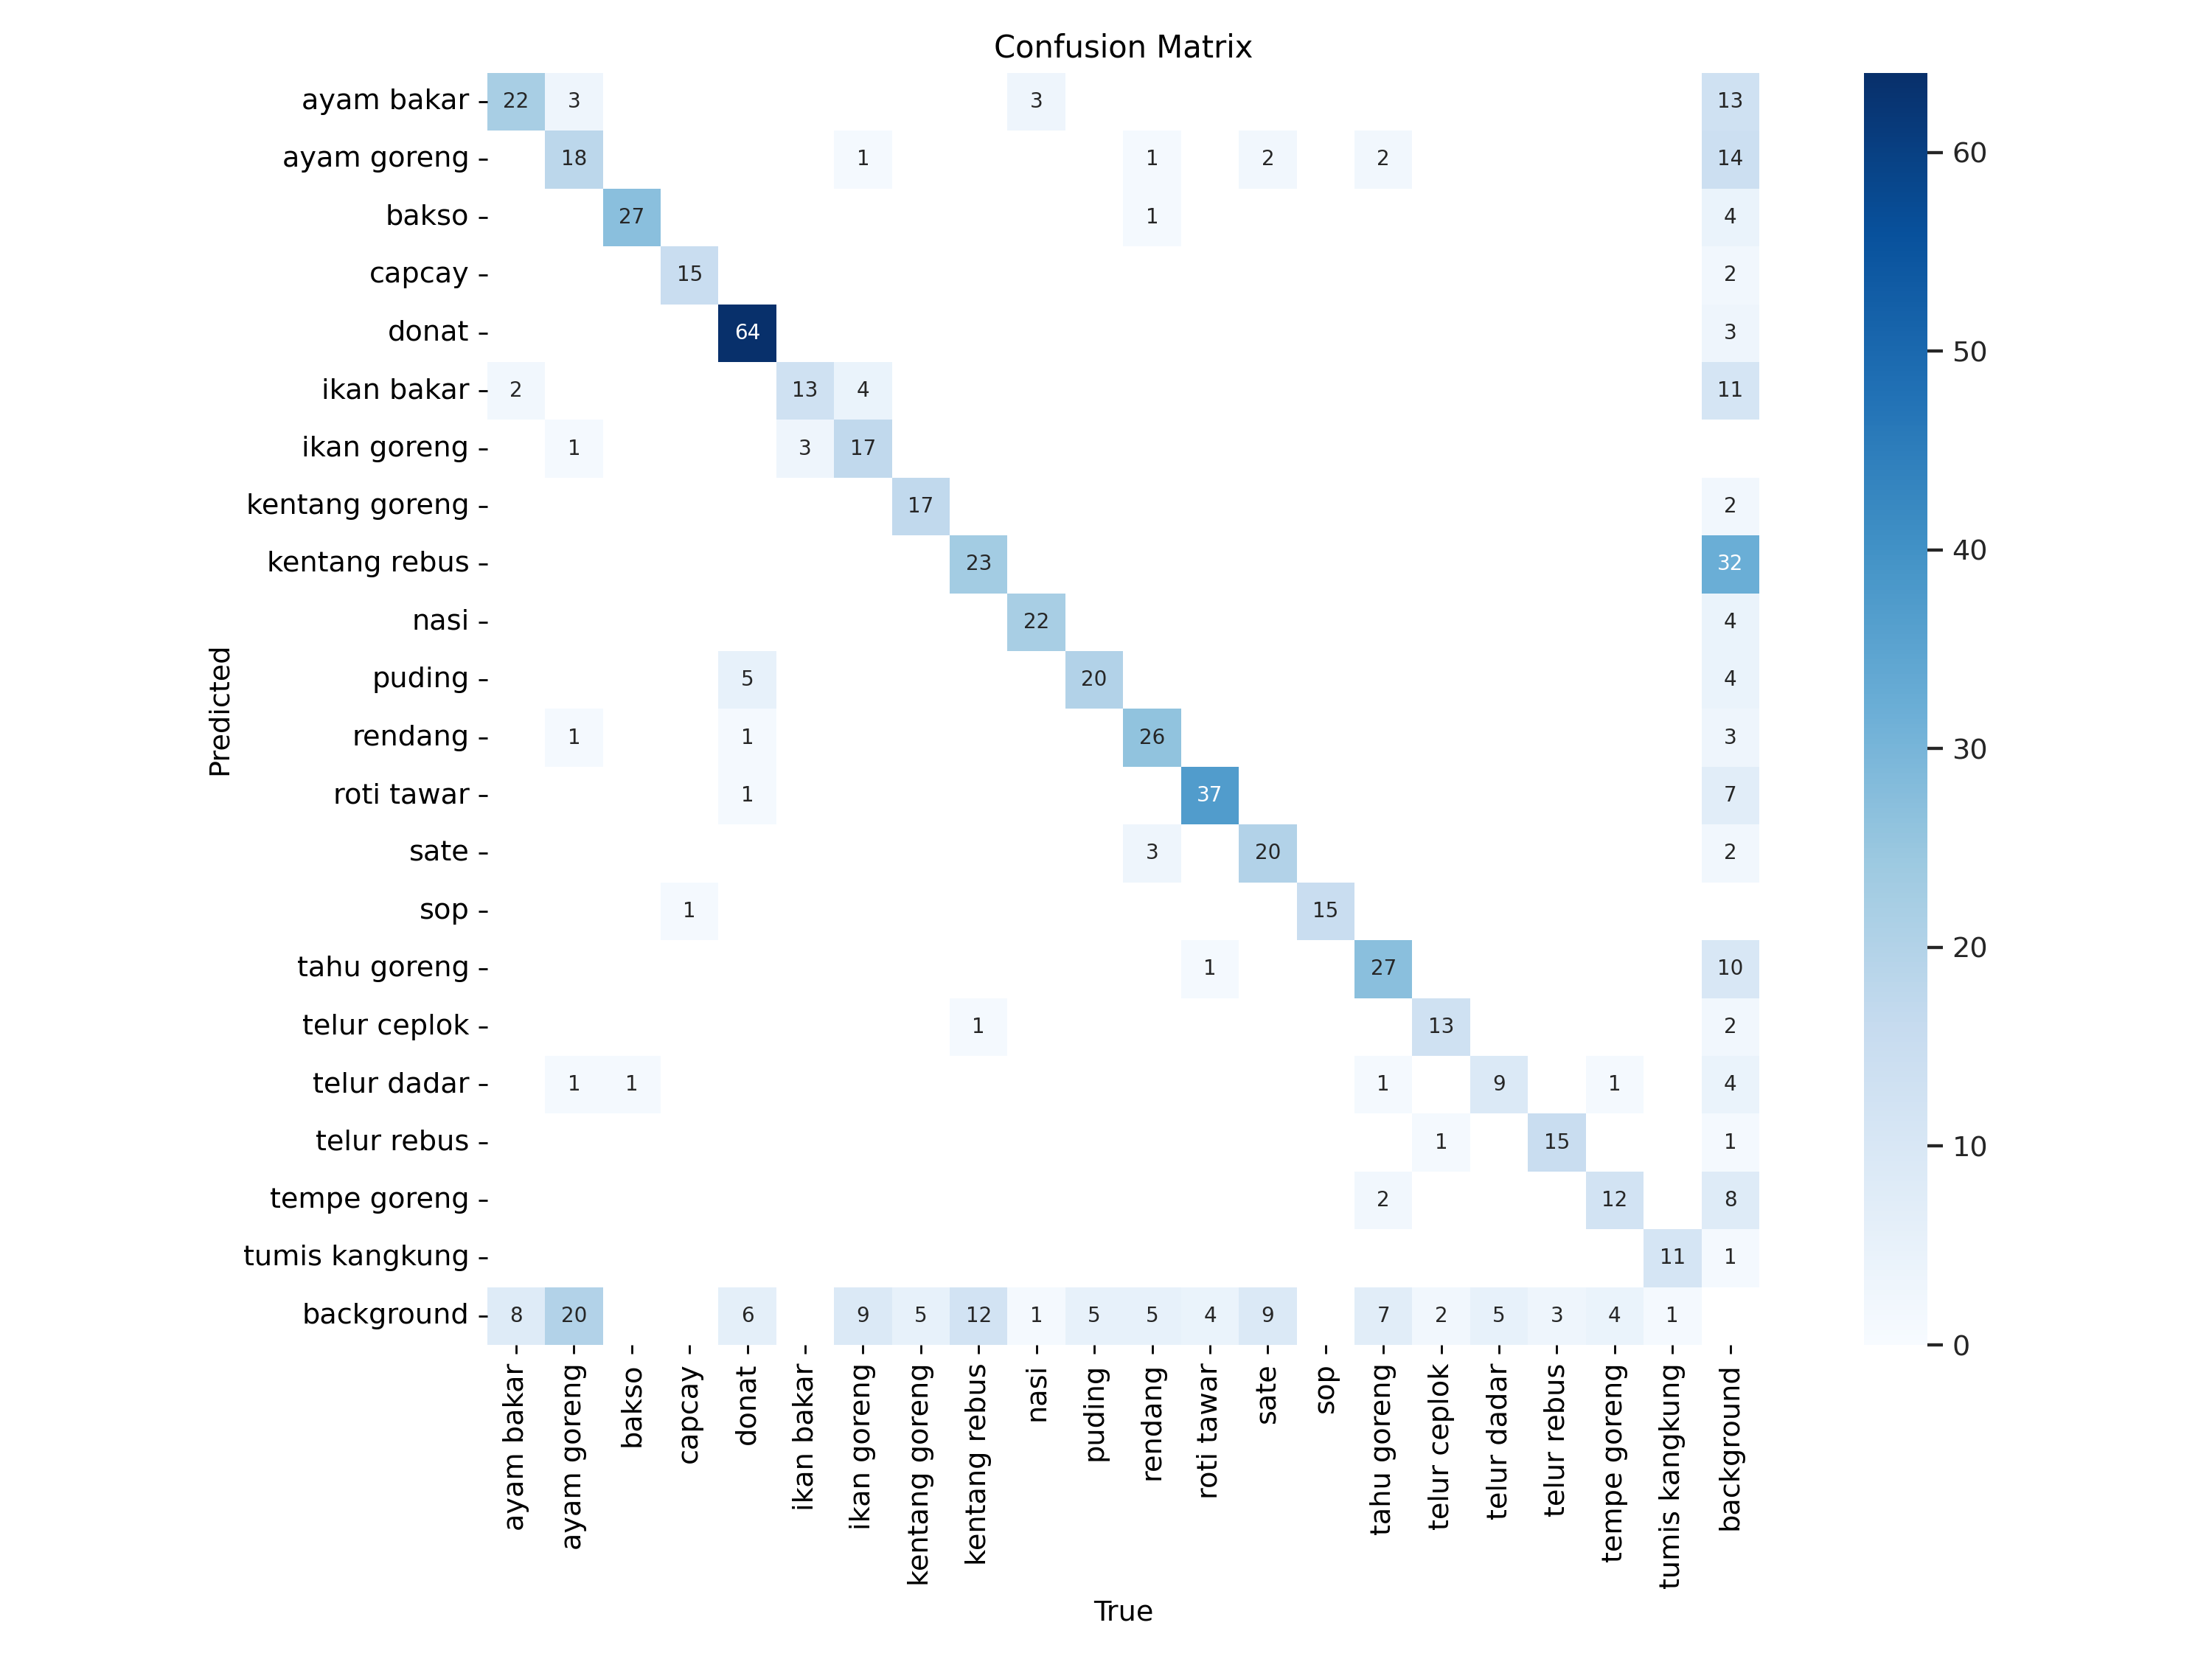 Confusion Matrix
ayam bakar 22 3 3 13
ayam goreng 18 1 1 2 2 14
bakso 27 1 4
capcay 15 2
donat 64 3
ikan bakar 2 13 4 11
ikan goreng 1 3 17
kentang goreng 17 2
kentang rebus 23 32
nasi 22 4
puding 5 20 4
rendang 1 1 26 3
roti tawar 1 37 7
sate 3 20 2
sop 1 15
tahu goreng 1 27 10
telur ceplok 1 13 2
telur dadar 1 1 1 9 1 4
telur rebus 1 15 1
tempe goreng 2 12 8
tumis kangkung 11 1
background 8 20 6 9 5 12 1 5 5 4 9 7 2 5 3 4 1
Predicted
ayam bakar
ayam goreng
bakso
capcay
donat
ikan bakar
ikan goreng
kentang goreng
kentang rebus
nasi
puding
rendang
roti tawar
sate
sop
tahu goreng
telur ceplok
telur dadar
telur rebus
tempe goreng
tumis kangkung
background
True
60
50
40
30
20
10
0